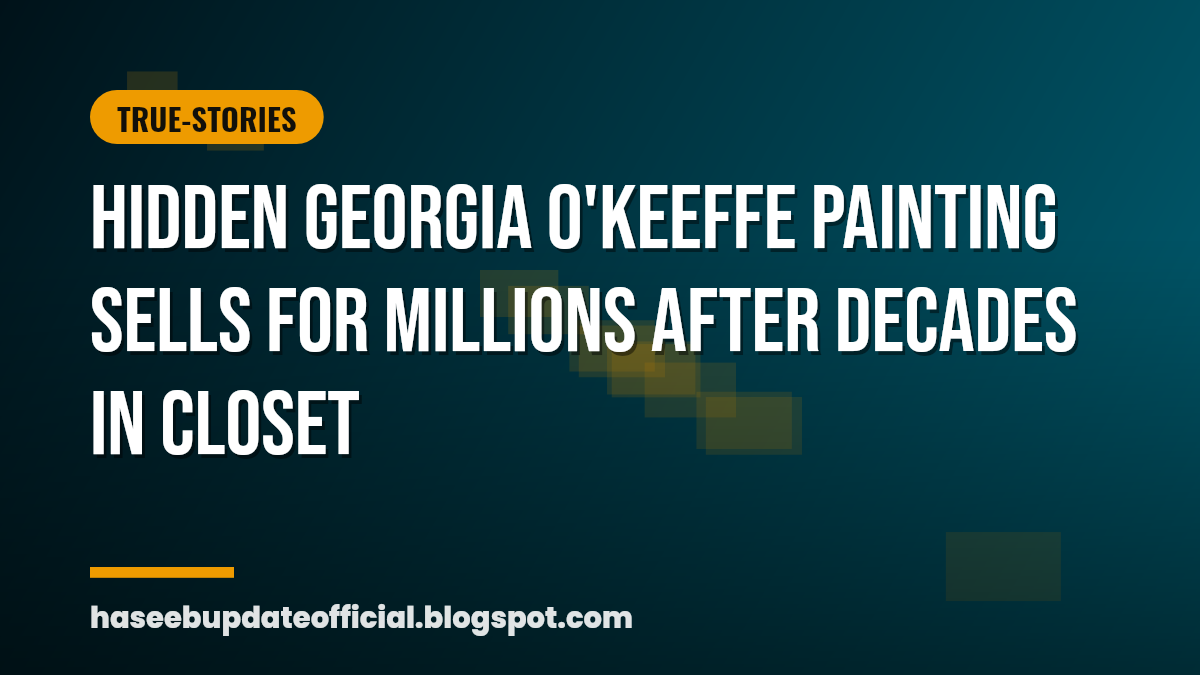 TRUE-STORIES
HIDDEN GEORGIA O'KEEFFE PAINTING
SELLS FOR MILLIONS AFTER DECADES
IN CLOSET
haseebupdateofficial.blogspot.com